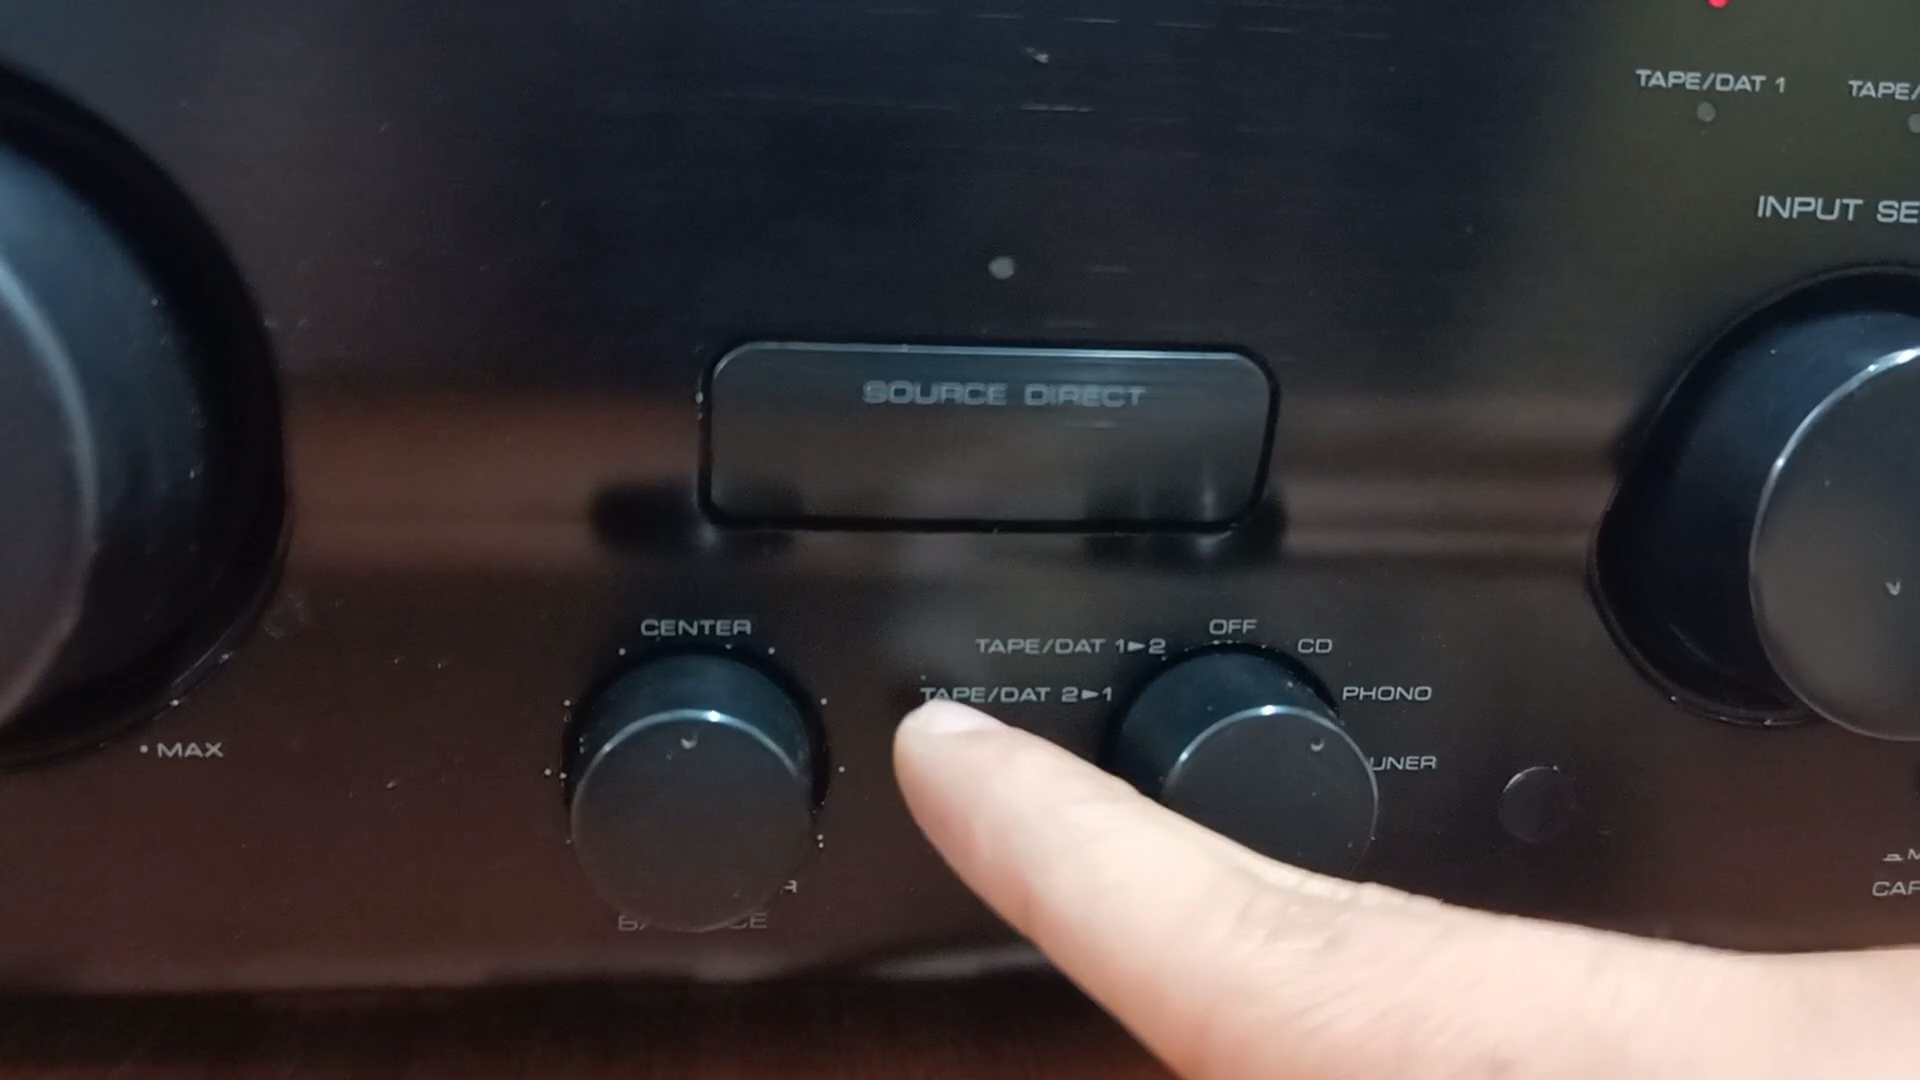 TAPE/DAT 1
TAPE/
INPUT SE
SOURCE DIRECT
CENTER
OFF
TAPE/DAT 1►2
CD
TAPE/DAT 2►1
PHONO
MAX
UNER
R
CAP